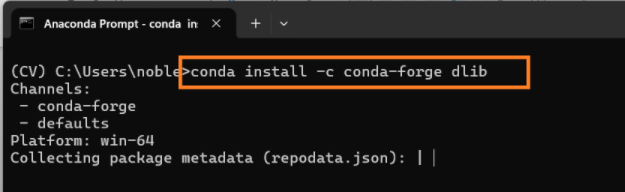 Anaconda Prompt - conda ins
(CV) C:\Users\noble>conda install -c conda-forge dlib
Channels:
 - conda-forge
 - defaults
Platform: win-64
Collecting package metadata (repodata.json): |